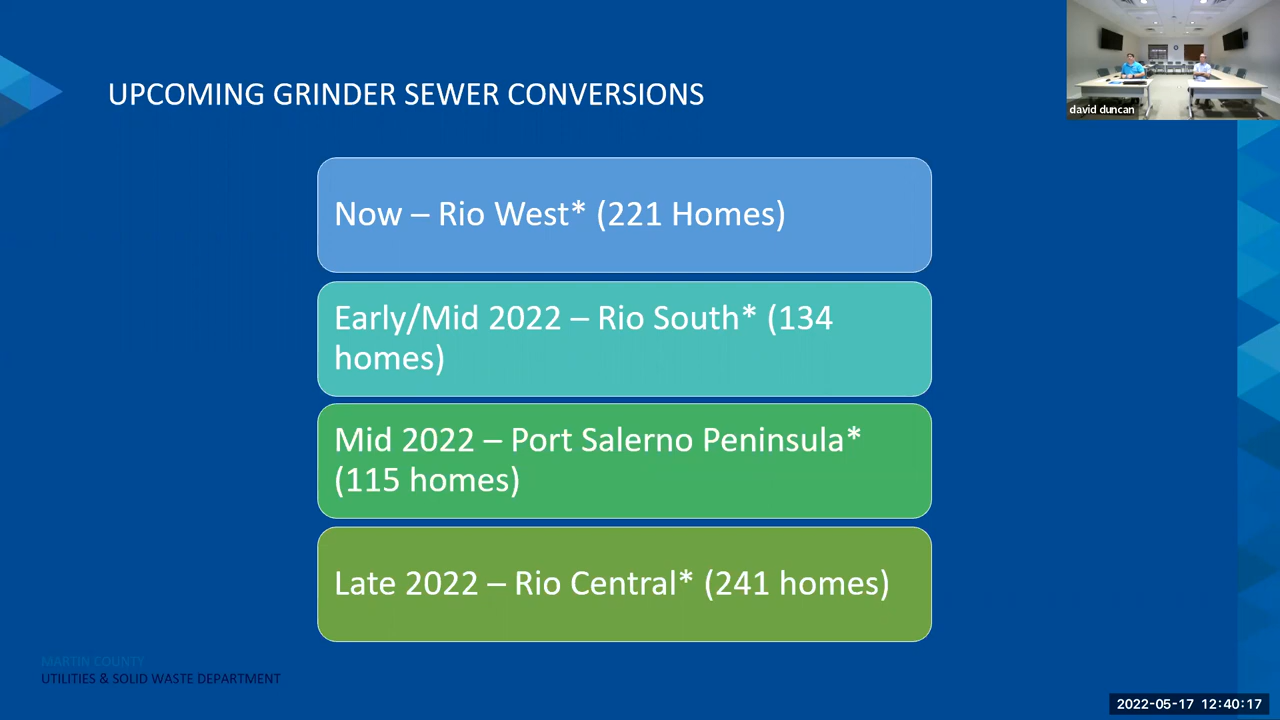 UPCOMING GRINDER SEWER CONVERSIONS
david duncan
Now – Rio West* (221 Homes)
Early/Mid 2022 – Rio South* (134
homes)
Mid 2022 – Port Salerno Peninsula*
(115 homes)
Late 2022 – Rio Central* (241 homes)
MARTIN COUNTY
UTILITIES & SOLID WASTE DEPARTMENT
2022-05-17 12:40:17